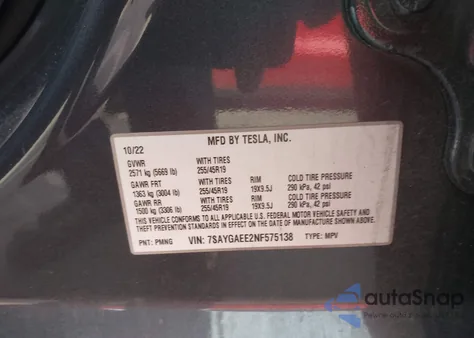 MFD BY TESLA, INC.
10/22
GVWR WITH TIRES
2571 kg (5669 lb) 255/45R19
GAWR FRT WITH TIRES RIM COLD TIRE PRESSURE
1363 kg (3004 lb) 255/45R19 19X9.5J 290 kPa, 42 psi
GAWR RR WITH TIRES RIM COLD TIRE PRESSURE
1500 kg (3306 lb) 255/45R19 19X9.5J 290 kPa, 42 psi
THIS VEHICLE CONFORMS TO ALL APPLICABLE U.S. FEDERAL MOTOR VEHICLE SAFETY AND
THEFT PREVENTION STANDARDS IN EFFECT ON THE DATE OF MANUFACTURE SHOWN ABOVE.
PNT: PMNG VIN: 7SAYGAEE2NF575138 TYPE: MPV
autaSnap